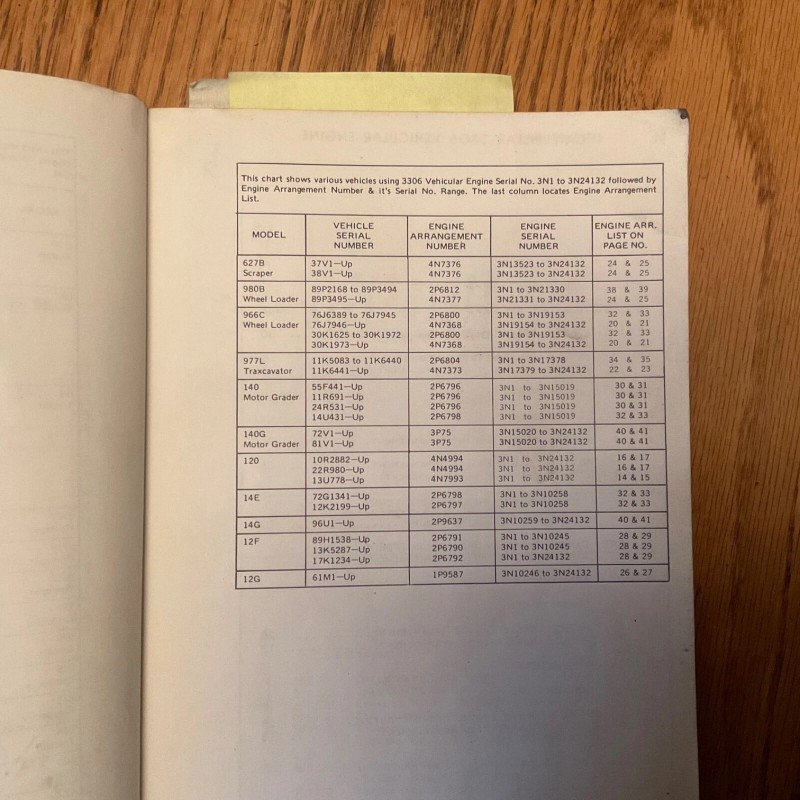 This chart shows various vehicles using 3306 Vehicular Engine Serial No. 3N1 to 3N24132 followed by
Engine Arrangement Number & it's Serial No. Range. The last column locates Engine Arrangement
List.
MODEL VEHICLE SERIAL NUMBER ENGINE ARRANGEMENT NUMBER ENGINE SERIAL NUMBER ENGINE ARR. LIST ON PAGE NO.
627B 37V1—Up 4N7376 3N13523 to 3N24132 24 & 25
Scraper 38V1—Up 4N7376 3N13523 to 3N24132 24 & 25
980B 89P2168 to 89P3494 2P6812 3N1 to 3N21330 38 & 39
Wheel Loader 89P3495—Up 4N7377 3N21331 to 3N24132 24 & 25
966C 76J6389 to 76J7945 2P6800 3N1 to 3N19153 32 & 33
Wheel Loader 76J7946—Up 4N7368 3N19154 to 3N24132 20 & 21
30K1625 to 30K1972 2P6800 3N1 to 3N19153 32 & 33
30K1973—Up 4N7368 3N19154 to 3N24132 20 & 21
977L 11K5083 to 11K6440 2P6804 3N1 to 3N17378 34 & 35
Traxcavator 11K6441—Up 4N7373 3N17379 to 3N24132 22 & 23
140 55F441—Up 2P6796 3N1 to 3N15019 30 & 31
Motor Grader 11R691—Up 2P6796 3N1 to 3N15019 30 & 31
24R531—Up 2P6796 3N1 to 3N15019 30 & 31
14U431—Up 2P6798 3N1 to 3N15019 32 & 33
140G 72V1—Up 3P75 3N15020 to 3N24132 40 & 41
Motor Grader 81V1—Up 3P75 3N15020 to 3N24132 40 & 41
120 10R2882—Up 4N4994 3N1 to 3N24132 16 & 17
22R980—Up 4N4994 3N1 to 3N24132 16 & 17
13U778—Up 4N7993 3N1 to 3N24132 14 & 15
14E 72G1341—Up 2P6798 3N1 to 3N10258 32 & 33
12K2199—Up 2P6797 3N1 to 3N10258 32 & 33
14G 96U1—Up 2P9637 3N10259 to 3N24132 40 & 41
12F 89H1538—Up 2P6791 3N1 to 3N10245 28 & 29
13K5287—Up 2P6790 3N1 to 3N10245 28 & 29
17K1234—Up 2P6792 3N1 to 3N24132 28 & 29
12G 61M1—Up 1P9587 3N10246 to 3N24132 26 & 27